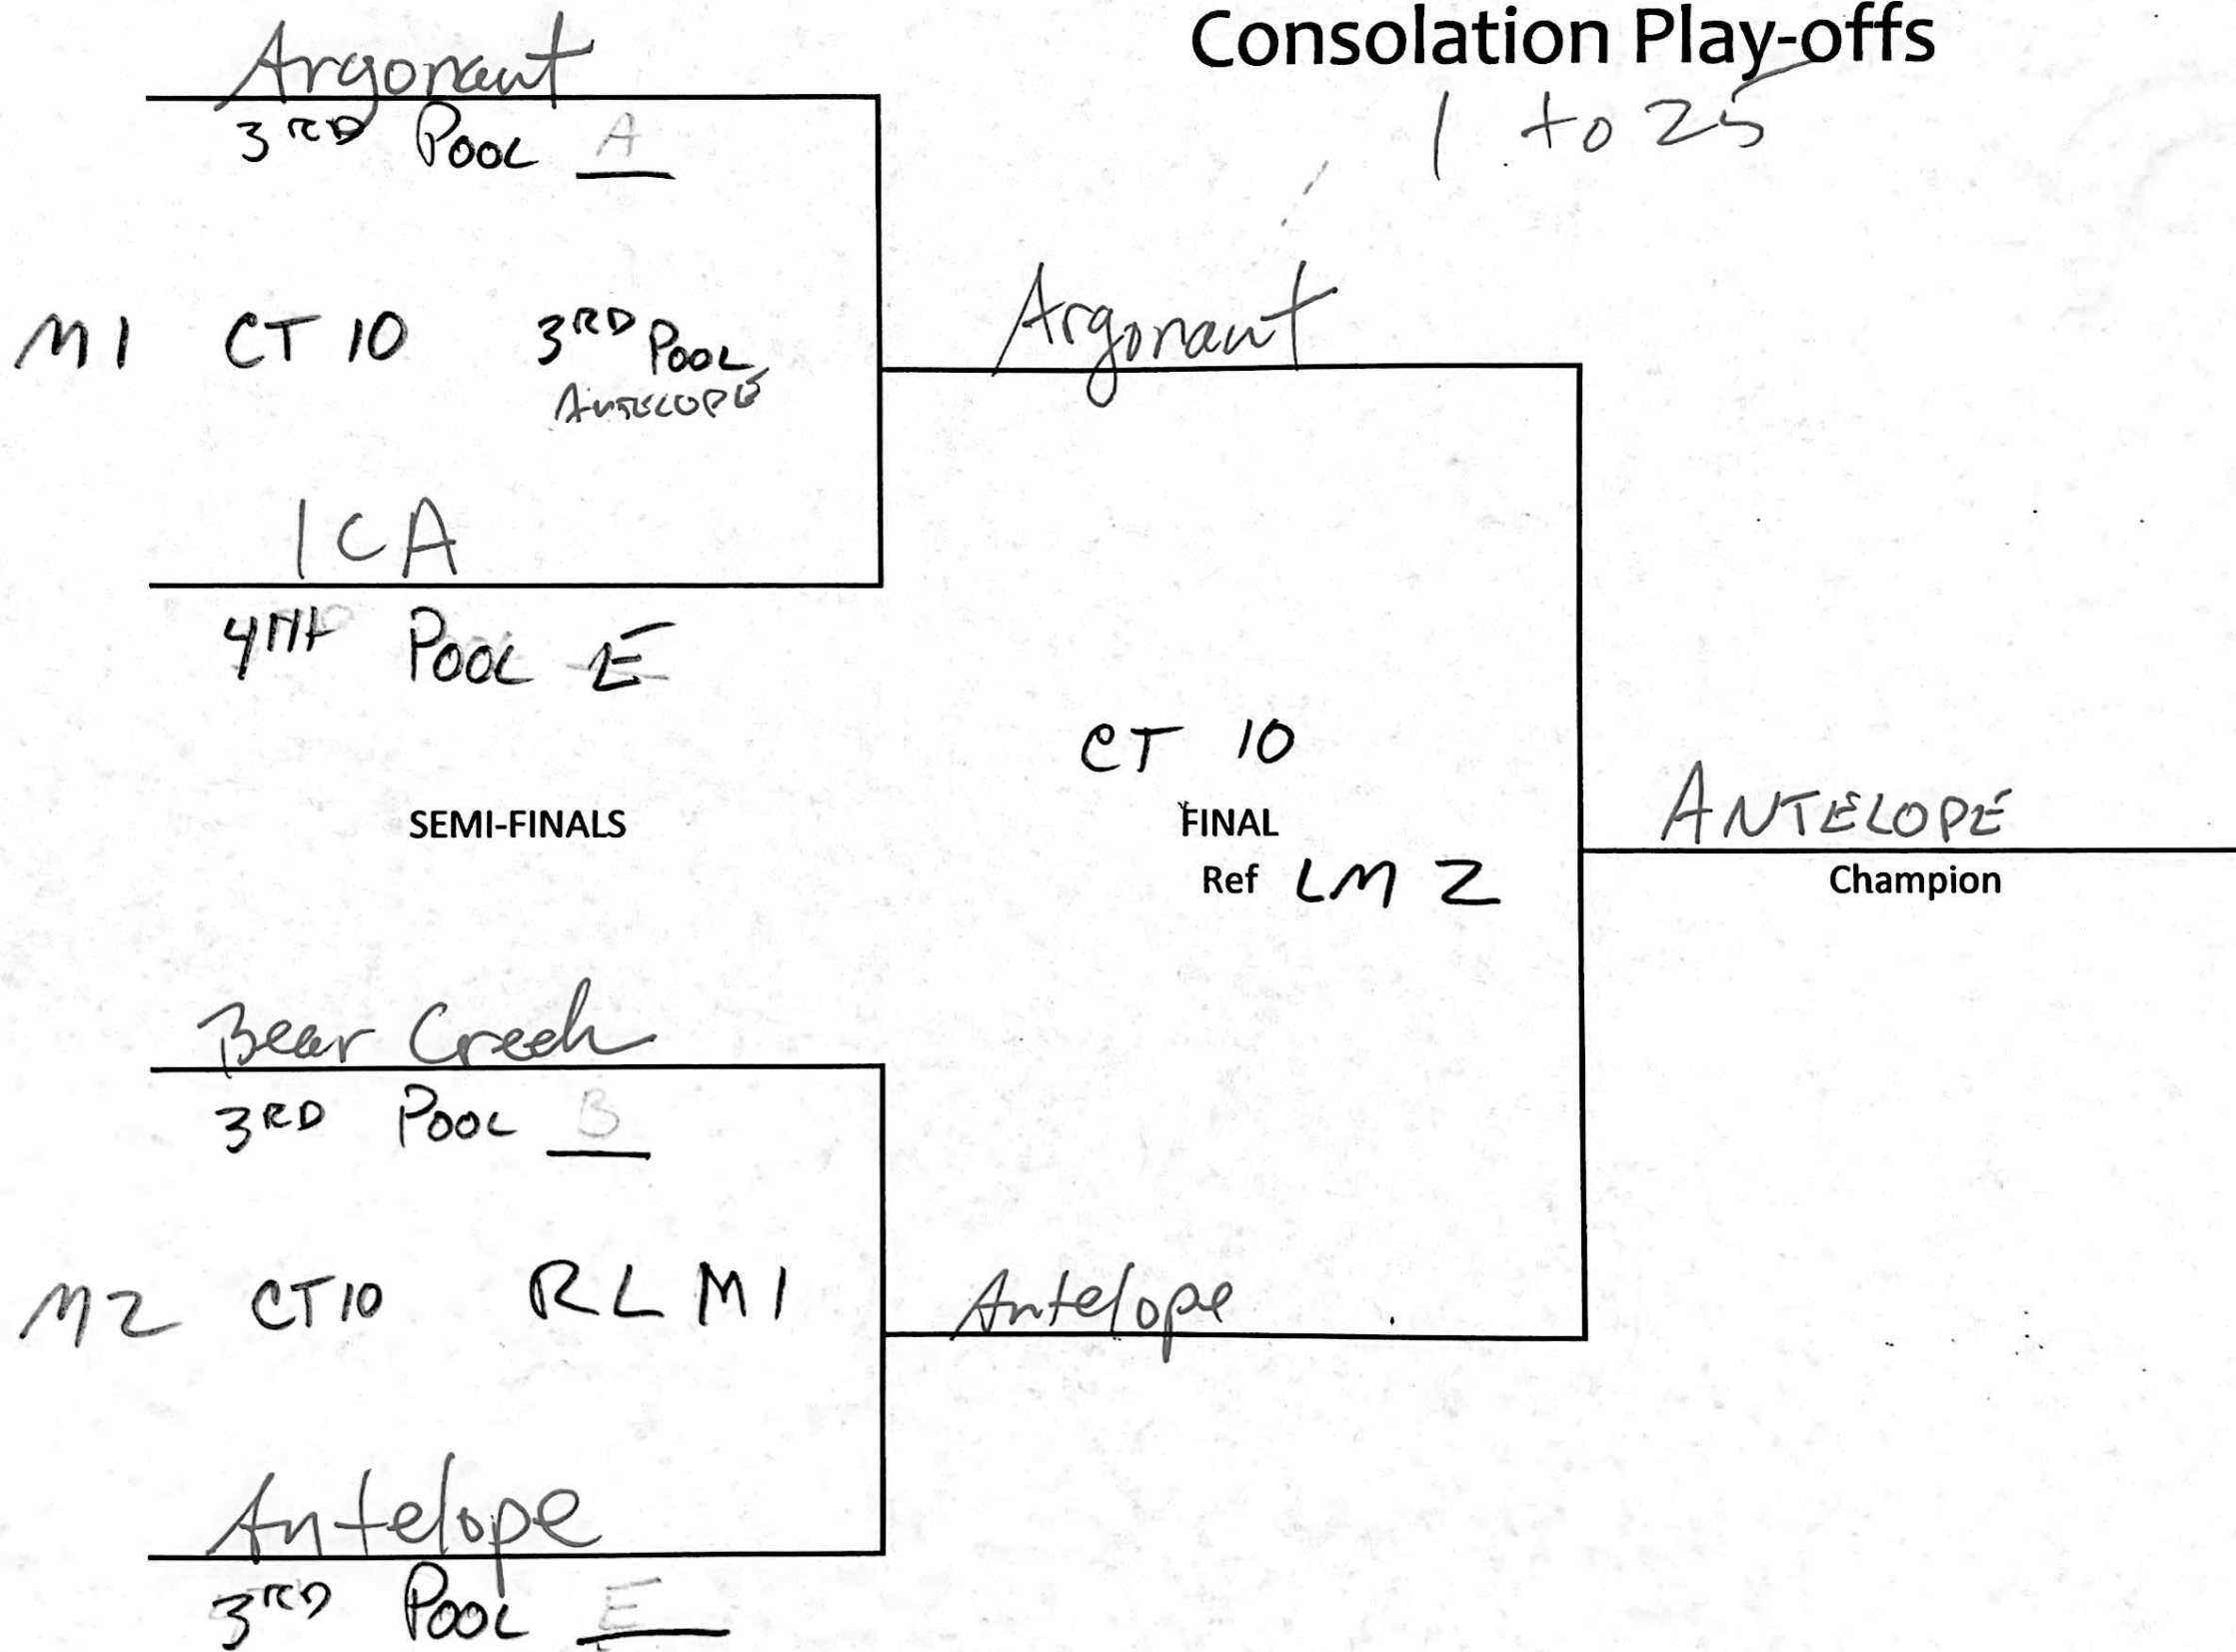 Consolation Play-offs
1 to 25
Argonaut
3RD POOL A
M1 CT 10 3RD POOL
ANTELOPE
Argonaut
ICA
4TH POOL E
CT 10
SEMI-FINALS
FINAL
Ref LM 2
ANTELOPE
Champion
Bear Creek
3RD POOL B
M2 CT10 RLM1
Antelope
Antelope
3RD POOL E